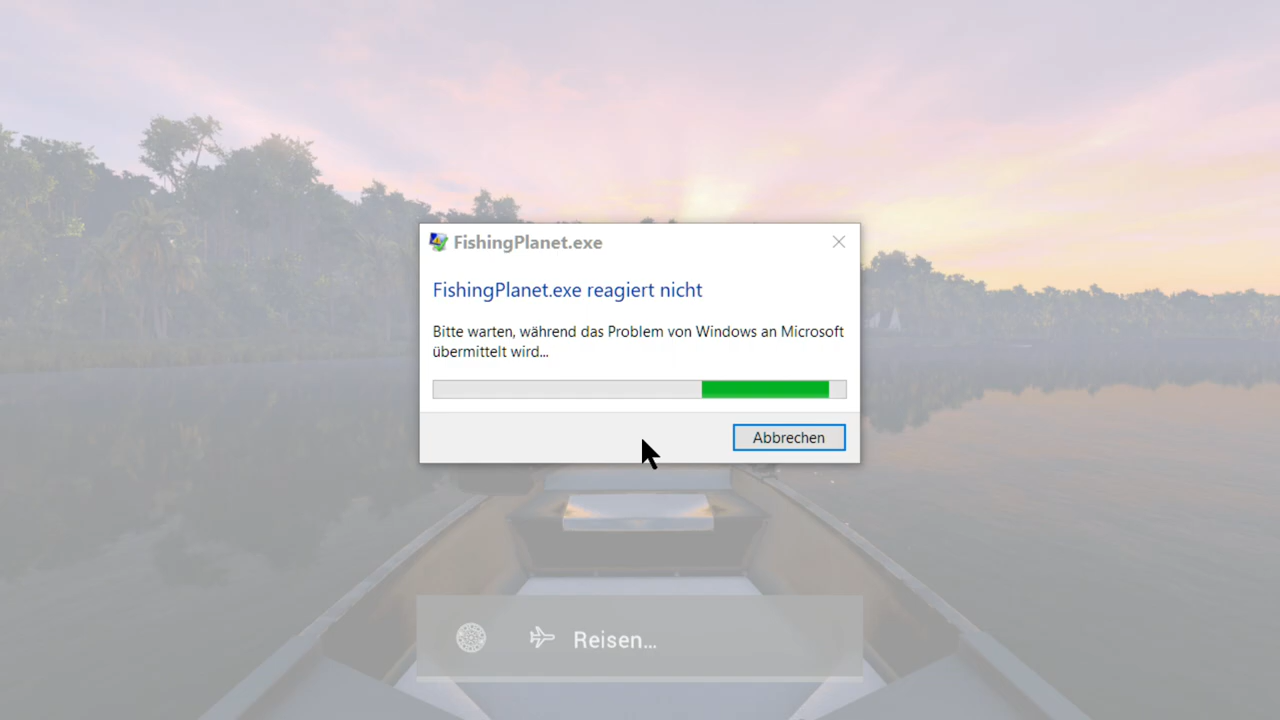 FishingPlanet.exe
FishingPlanet.exe reagiert nicht
Bitte warten, während das Problem von Windows an Microsoft
übermittelt wird...
Abbrechen
Reisen...